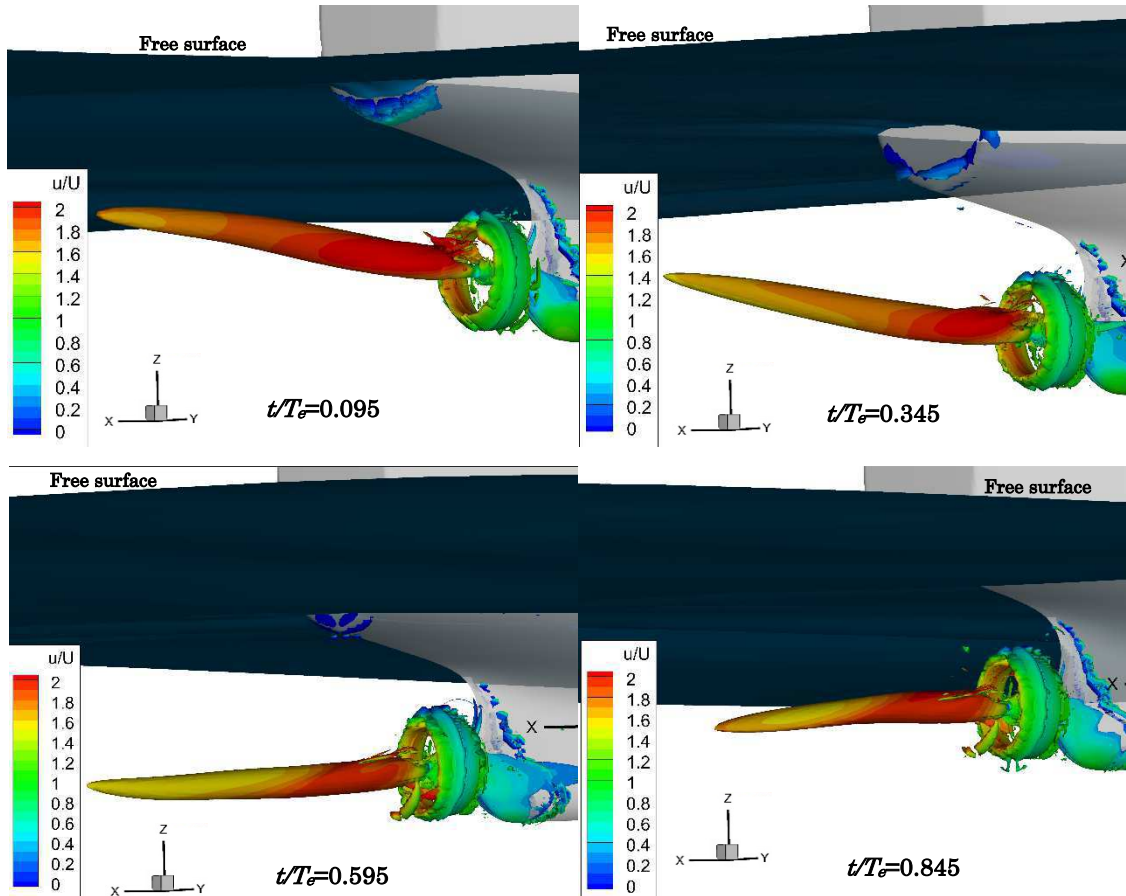 Free surface
u/U
2
1.8
1.6
1.4
1.2
1
0.8
0.6
0.4
0.2
0
Z
X
Y
t/Te=0.095
Free surface
u/U
2
1.8
1.6
1.4
1.2
1
0.8
0.6
0.4
0.2
0
X
Z
X
Y
t/Te=0.345
Free surface
u/U
2
1.8
1.6
1.4
1.2
1
0.8
0.6
0.4
0.2
0
X
Z
X
Y
t/Te=0.595
Free surface
u/U
2
1.8
1.6
1.4
1.2
1
0.8
0.6
0.4
0.2
0
X
Z
X
Y
t/Te=0.845